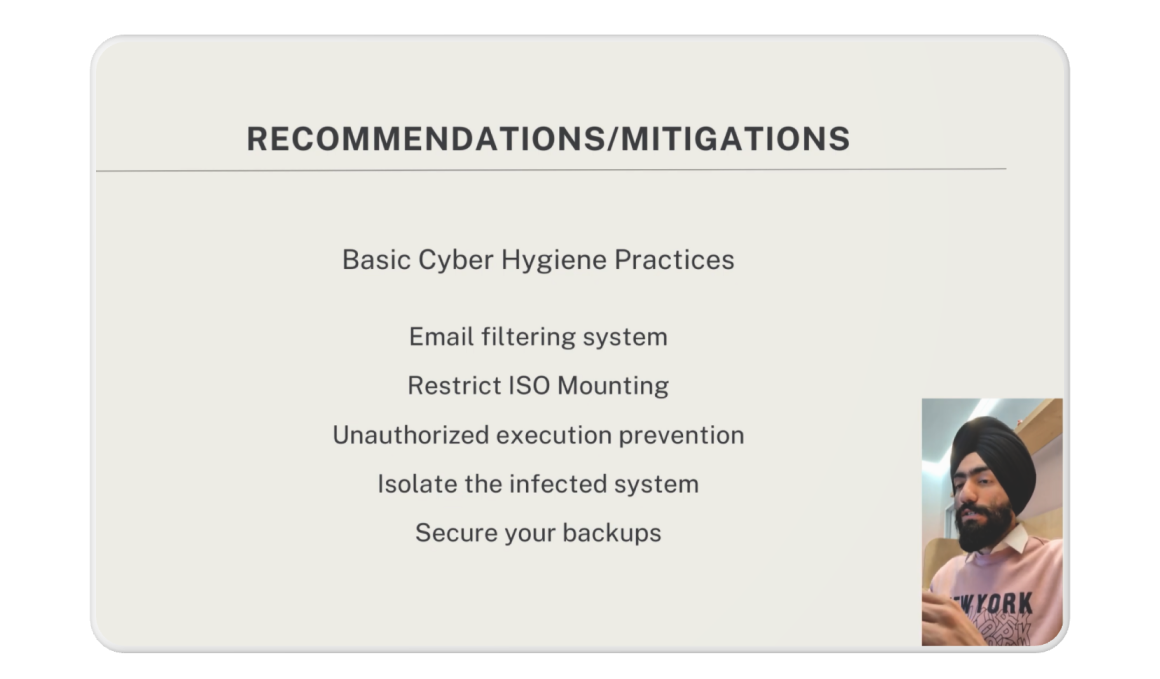 RECOMMENDATIONS/MITIGATIONS
Basic Cyber Hygiene Practices
Email filtering system
Restrict ISO Mounting
Unauthorized execution prevention
Isolate the infected system
Secure your backups
YORK